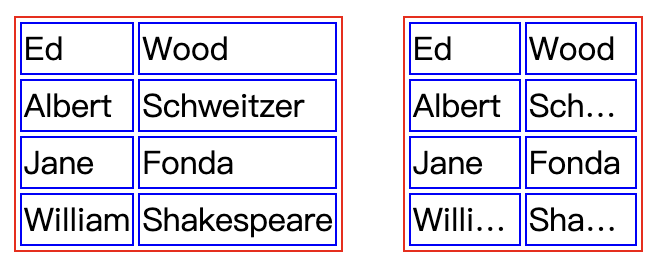 Ed Wood
Albert Schweitzer
Jane Fonda
William Shakespeare
Ed Wood
Albert Sch…
Jane Fonda
Willi… Sha…